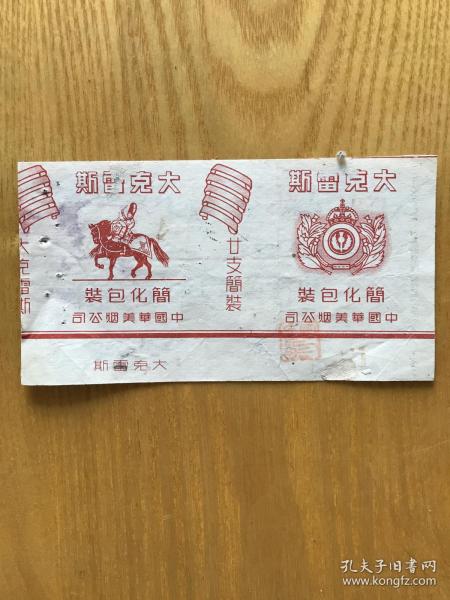 大克雷斯
簡化包裝
中國華美烟公司
廿支簡裝
大克雷斯
簡化包裝
中國華美烟公司
大克雷斯
大克雷斯
孔夫子旧书网
www.kongfz.com